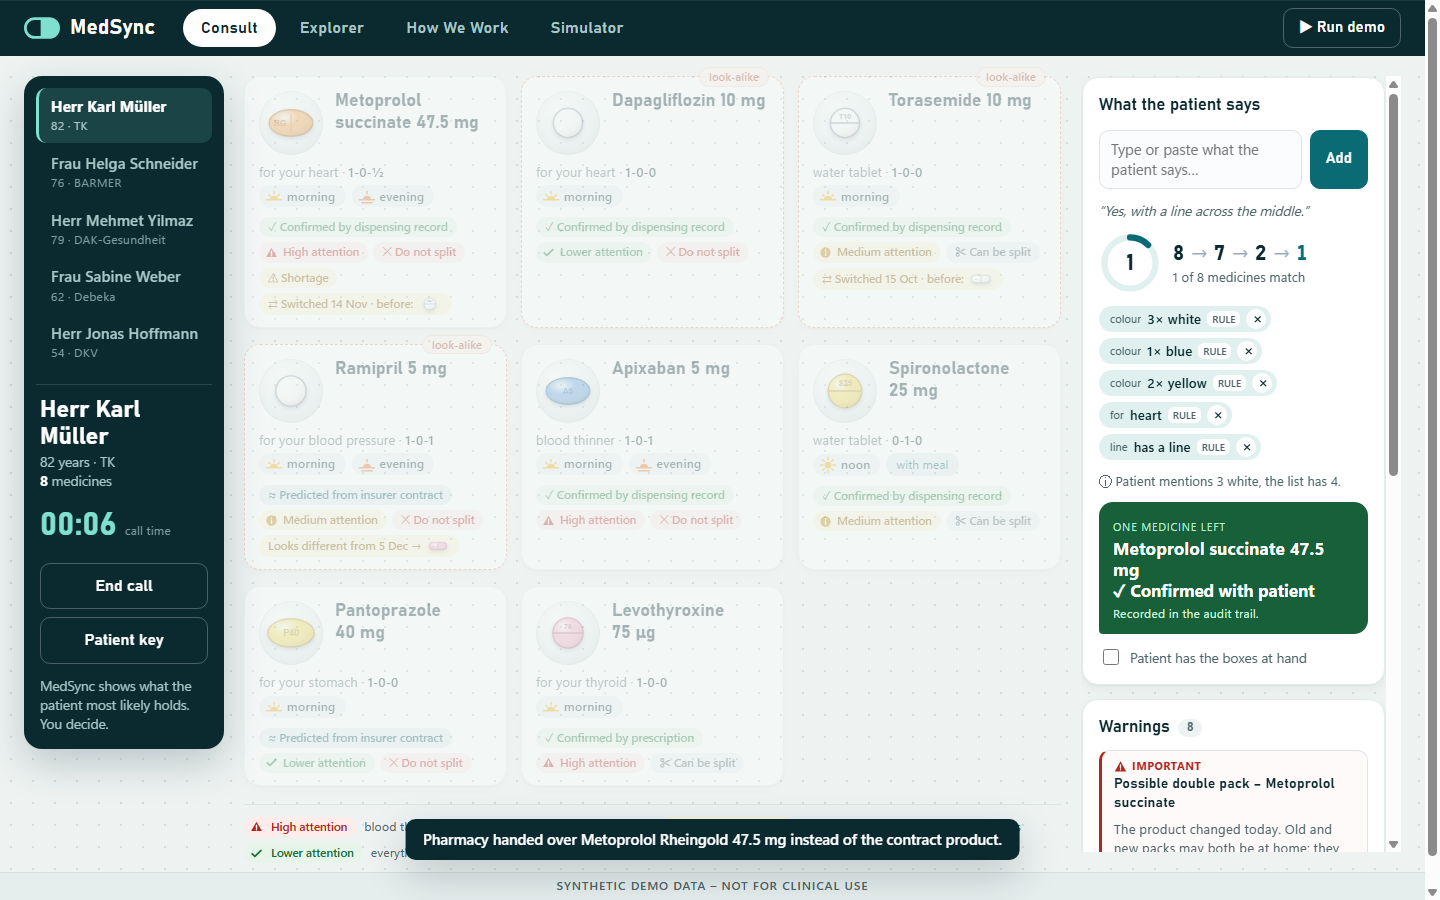 MedSync
Consult
Explorer
How We Work
Simulator
▶ Run demo
Herr Karl Müller
82 · TK
Frau Helga Schneider
76 · BARMER
Herr Mehmet Yilmaz
79 · DAK-Gesundheit
Frau Sabine Weber
62 · Debeka
Herr Jonas Hoffmann
54 · DKV
Herr Karl
Müller
82 years · TK
8 medicines
00:06 call time
End call
Patient key
MedSync shows what the
patient most likely holds.
You decide.
Metoprolol
succinate 47.5 mg
for your heart · 1-0-½
morning
evening
✓ Confirmed by dispensing record
High attention
Do not split
Shortage
⇄ Switched 14 Nov · before:
look-alike
Dapagliflozin 10 mg
for your heart · 1-0-0
morning
✓ Confirmed by dispensing record
Lower attention
Do not split
look-alike
Torasemide 10 mg
T10
water tablet · 1-0-0
morning
✓ Confirmed by dispensing record
Medium attention
Can be split
⇄ Switched 15 Oct · before:
look-alike
Ramipril 5 mg
for your blood pressure · 1-0-1
morning
evening
≈ Predicted from insurer contract
Medium attention
Do not split
Looks different from 5 Dec →
Apixaban 5 mg
A5
blood thinner · 1-0-1
morning
evening
✓ Confirmed by dispensing record
High attention
Do not split
Spironolactone
25 mg
S25
water tablet · 0-1-0
noon
with meal
✓ Confirmed by dispensing record
Medium attention
Can be split
Pantoprazole
40 mg
P40
for your stomach · 1-0-0
morning
≈ Predicted from insurer contract
Lower attention
Do not split
Levothyroxine
75 µg
75
for your thyroid · 1-0-0
morning
✓ Confirmed by prescription
High attention
Can be split
High attention
Lower attention
Pharmacy handed over Metoprolol Rheingold 47.5 mg instead of the contract product.
What the patient says
Type or paste what the
patient says...
Add
“Yes, with a line across the middle.”
1
8 → 7 → 2 → 1
1 of 8 medicines match
colour 3× white RULE ✕
colour 1× blue RULE ✕
colour 2× yellow RULE ✕
for heart RULE ✕
line has a line RULE ✕
Patient mentions 3 white, the list has 4.
ONE MEDICINE LEFT
Metoprolol succinate 47.5
mg
✓ Confirmed with patient
Recorded in the audit trail.
Patient has the boxes at hand
Warnings 8
IMPORTANT
Possible double pack – Metoprolol
succinate
The product changed today. Old and
new packs may both be at home: they
SYNTHETIC DEMO DATA – NOT FOR CLINICAL USE